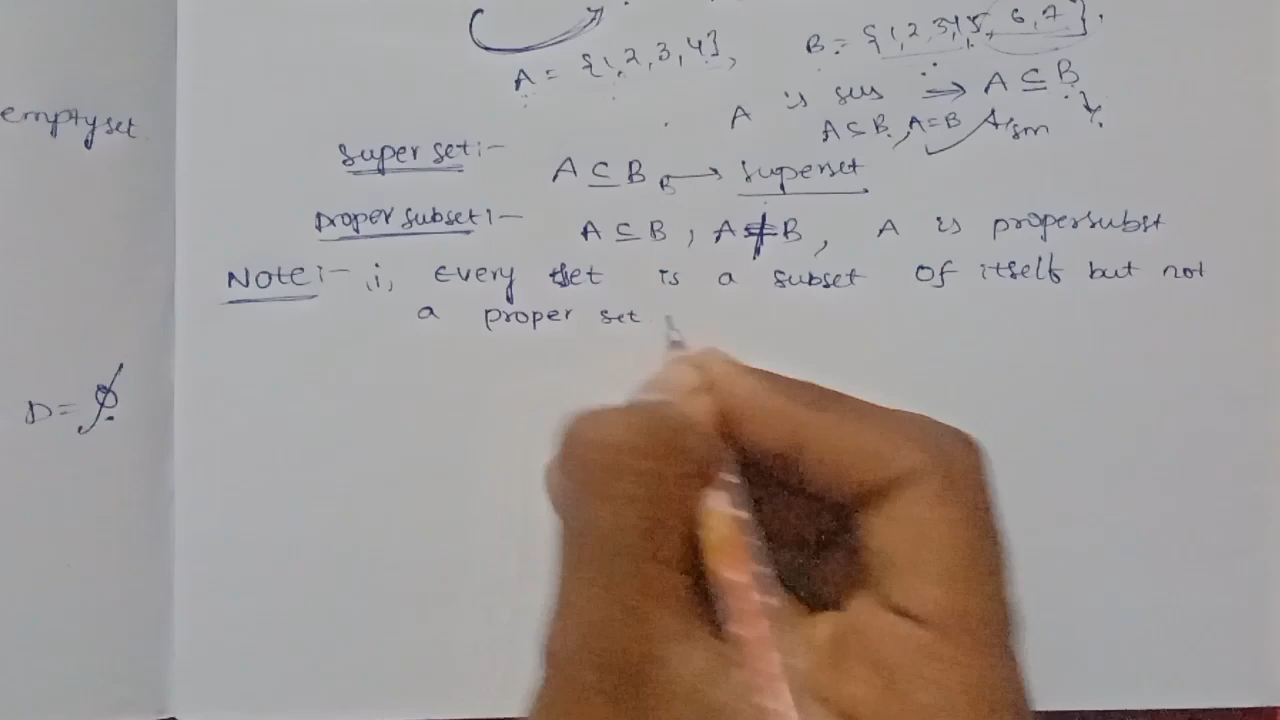 A = {1, 2, 3, 4}, B = {1, 2, 3, 4, 5, 6, 7}.
A is sus ⇒ A ⊆ B
emptyset
A ⊆ B, A = B
super set :-
A ⊆ B B → superset
proper subset :-
A ⊆ B, A ≠ B, A is propersubst
Note :- i, every set is a subset of itself but not
a proper set
D = ϕ.